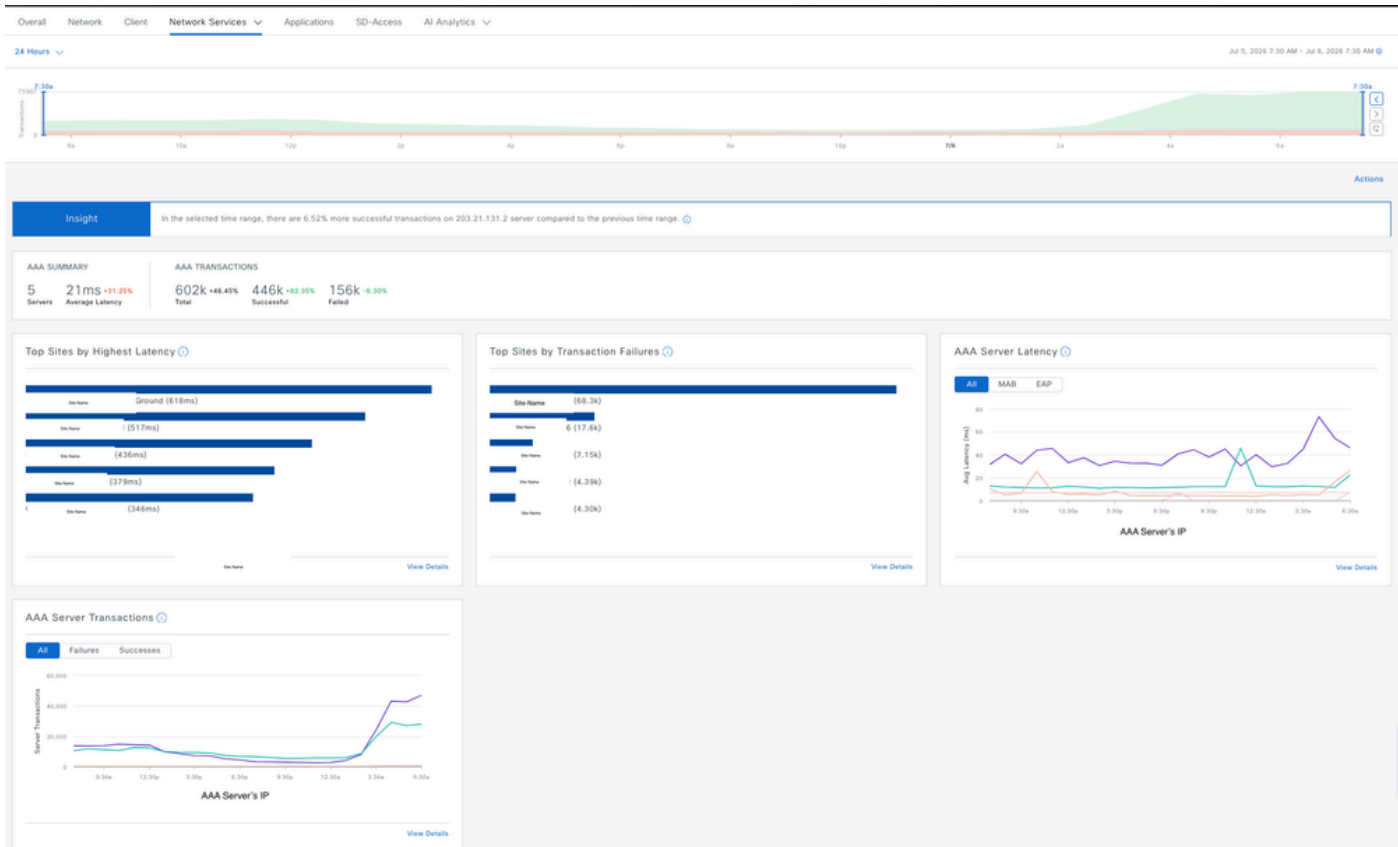 Overall Network Client Network Services Applications SD-Access AI Analytics
24 Hours
Jul 5, 2026 7:30 AM - Jul 6, 2026 7:30 AM
7:30a 7:30a
75907
Transactions
0
8a 10a 12p 2p 4p 6p 8p 10p 7/6 2a 4a 6a
Actions
Insight
In the selected time range, there are 6.52% more successful transactions on 203.21.131.2 server compared to the previous time range.
AAA SUMMARY
5 21ms +31.25%
Servers Average Latency
AAA TRANSACTIONS
602k +46.45% 446k +82.35% 156k -6.38%
Total Successful Failed
Top Sites by Highest Latency
Site Name Ground (618ms)
Site Name (517ms)
Site Name (436ms)
Site Name (379ms)
Site Name (346ms)
Site Name
View Details
Top Sites by Transaction Failures
Site-Name (68.3k)
Site Name 6 (17.6k)
Site Name (7.15k)
Site Name (4.39k)
Site Name (4.30k)
View Details
AAA Server Latency
All MAB EAP
Avg Latency (ms)
80
60
40
20
0
9:30a 12:30p 3:30p 6:30p 9:30p 12:30a 3:30a 6:30a
AAA Server's IP
View Details
AAA Server Transactions
All Failures Successes
Server Transactions
60,000
40,000
20,000
0
9:30a 12:30p 3:30p 6:30p 9:30p 12:30a 3:30a 6:30a
AAA Server's IP
View Details